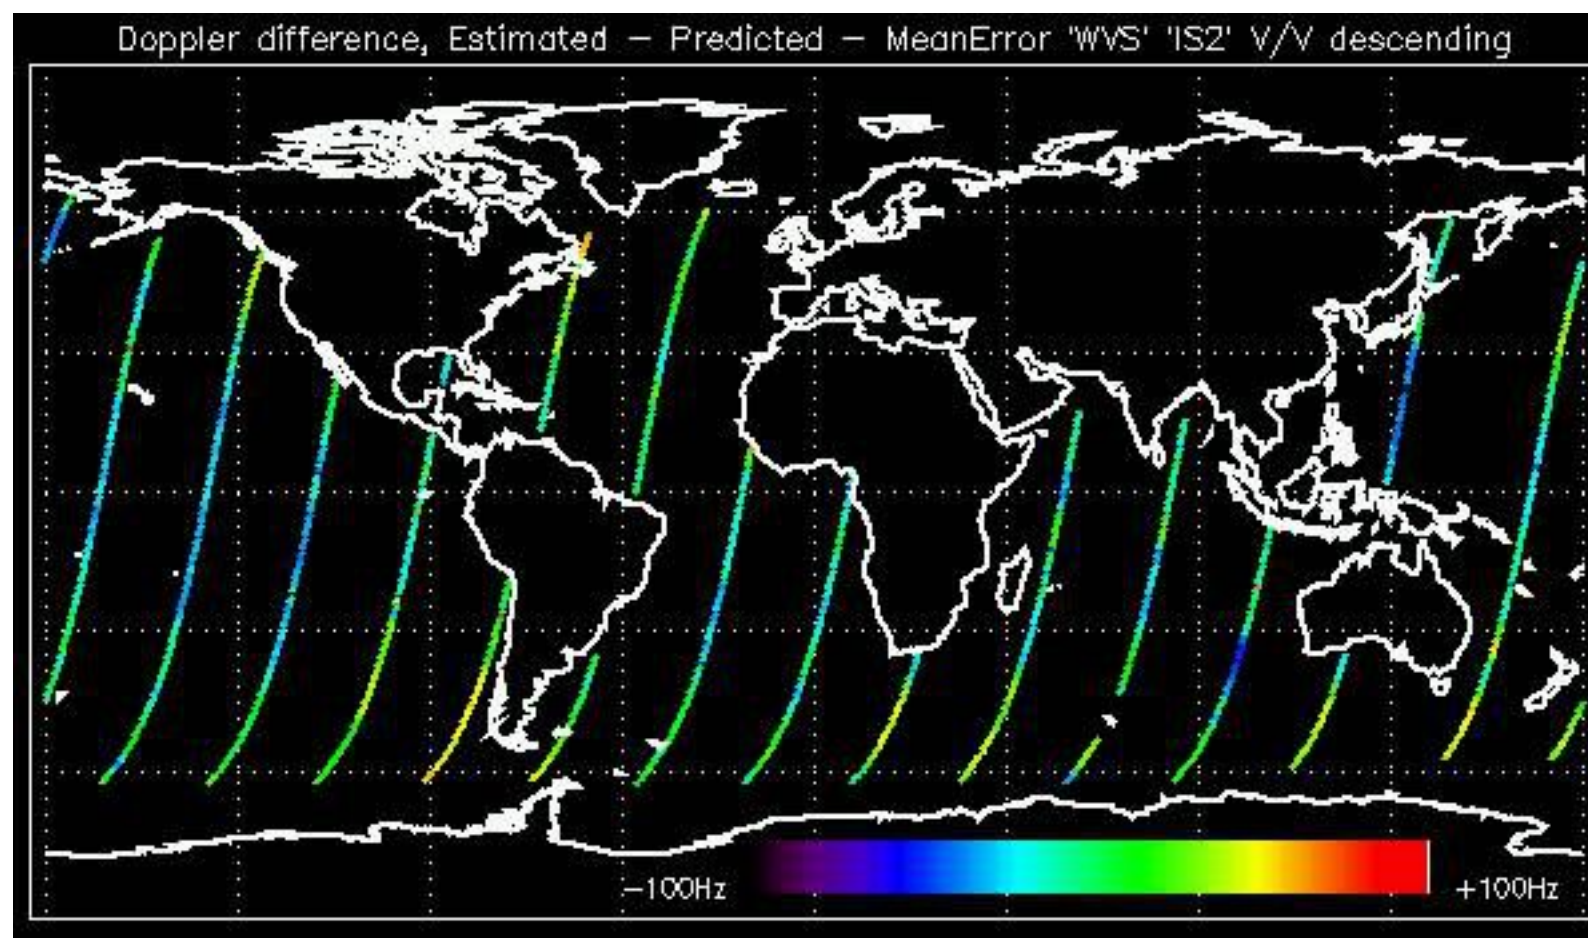 Doppler difference, Estimated – Predicted – MeanError 'WVS' 'IS2' V/V descending
−100Hz +100Hz